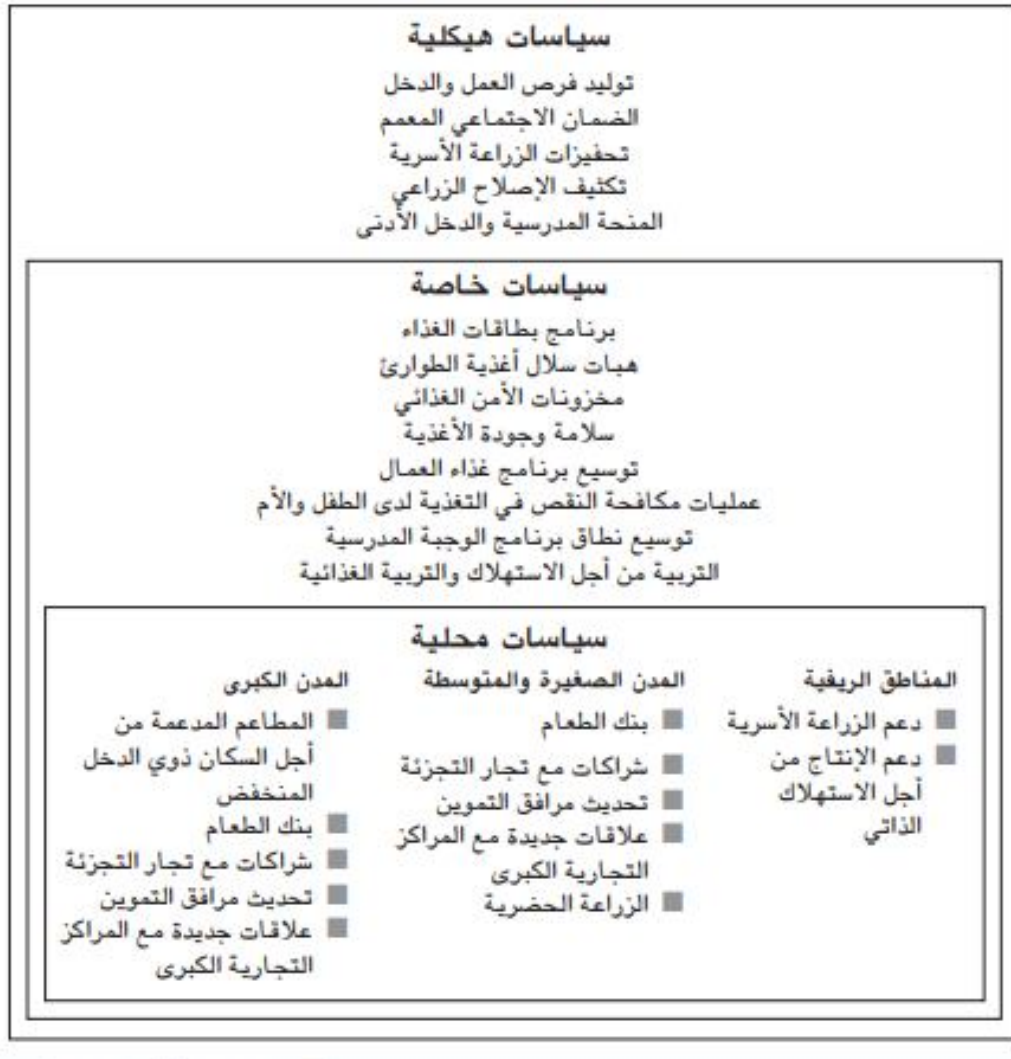 سياسات هيكلية
توليد فرص العمل والدخل
الضمان الاجتماعي المعمم
تحفيزات الزراعة الأسرية
تكثيف الإصلاح الزراعي
المنحة المدرسية والدخل الأدنى
سياسات خاصة
برنامج بطاقات الغذاء
هبات سلال أغذية الطوارئ
مخزونات الأمن الغذائي
سلامة وجودة الأغذية
توسيع برنامج غذاء العمال
عمليات مكافحة النقص في التغذية لدى الطفل والأم
توسيع نطاق برنامج الوجبة المدرسية
التربية من أجل الاستهلاك والتربية الغذائية
سياسات محلية
المناطق الريفية
دعم الزراعة الأسرية
دعم الإنتاج من
أجل الاستهلاك
الذاتي
المدن الصغيرة والمتوسطة
بنك الطعام
شراكات مع تجار التجزئة
تحديث مرافق التموين
علاقات جديدة مع المراكز
التجارية الكبرى
الزراعة الحضرية
المدن الكبرى
المطاعم المدعمة من
أجل السكان ذوي الدخل
المنخفض
بنك الطعام
شراكات مع تجار التجزئة
تحديث مرافق التموين
علاقات جديدة مع المراكز
التجارية الكبرى